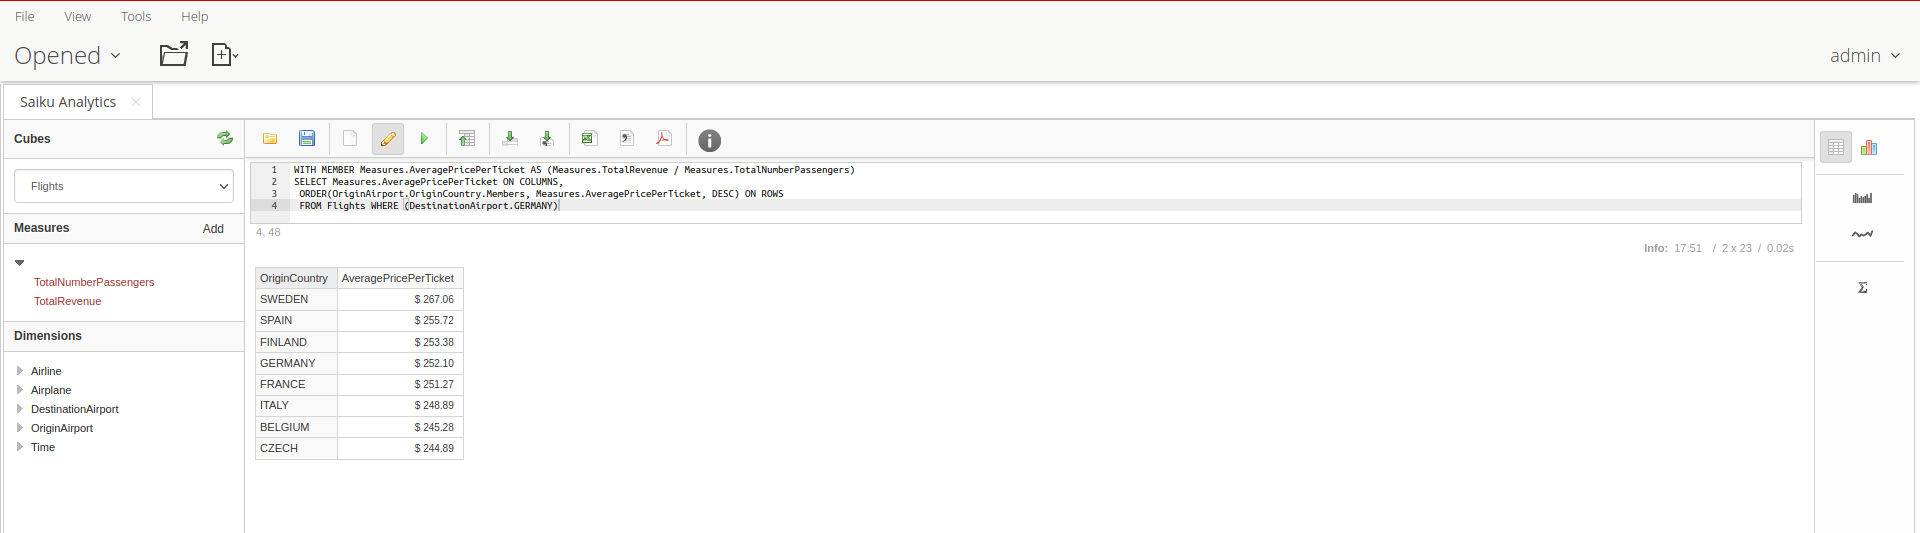 File View Tools Help
Opened
admin
Saiku Analytics
Cubes
Flights
Measures Add
TotalNumberPassengers
TotalRevenue
Dimensions
Airline
Airplane
DestinationAirport
OriginAirport
Time
1 WITH MEMBER Measures.AveragePricePerTicket AS (Measures.TotalRevenue / Measures.TotalNumberPassengers)
2 SELECT Measures.AveragePricePerTicket ON COLUMNS,
3 ORDER(OriginAirport.OriginCountry.Members, Measures.AveragePricePerTicket, DESC) ON ROWS
4 FROM Flights WHERE (DestinationAirport.GERMANY)
4, 48
Info: 17:51 / 2 x 23 / 0.02s
OriginCountry AveragePricePerTicket
SWEDEN $ 267.06
SPAIN $ 255.72
FINLAND $ 253.38
GERMANY $ 252.10
FRANCE $ 251.27
ITALY $ 248.89
BELGIUM $ 245.28
CZECH $ 244.89
Σ